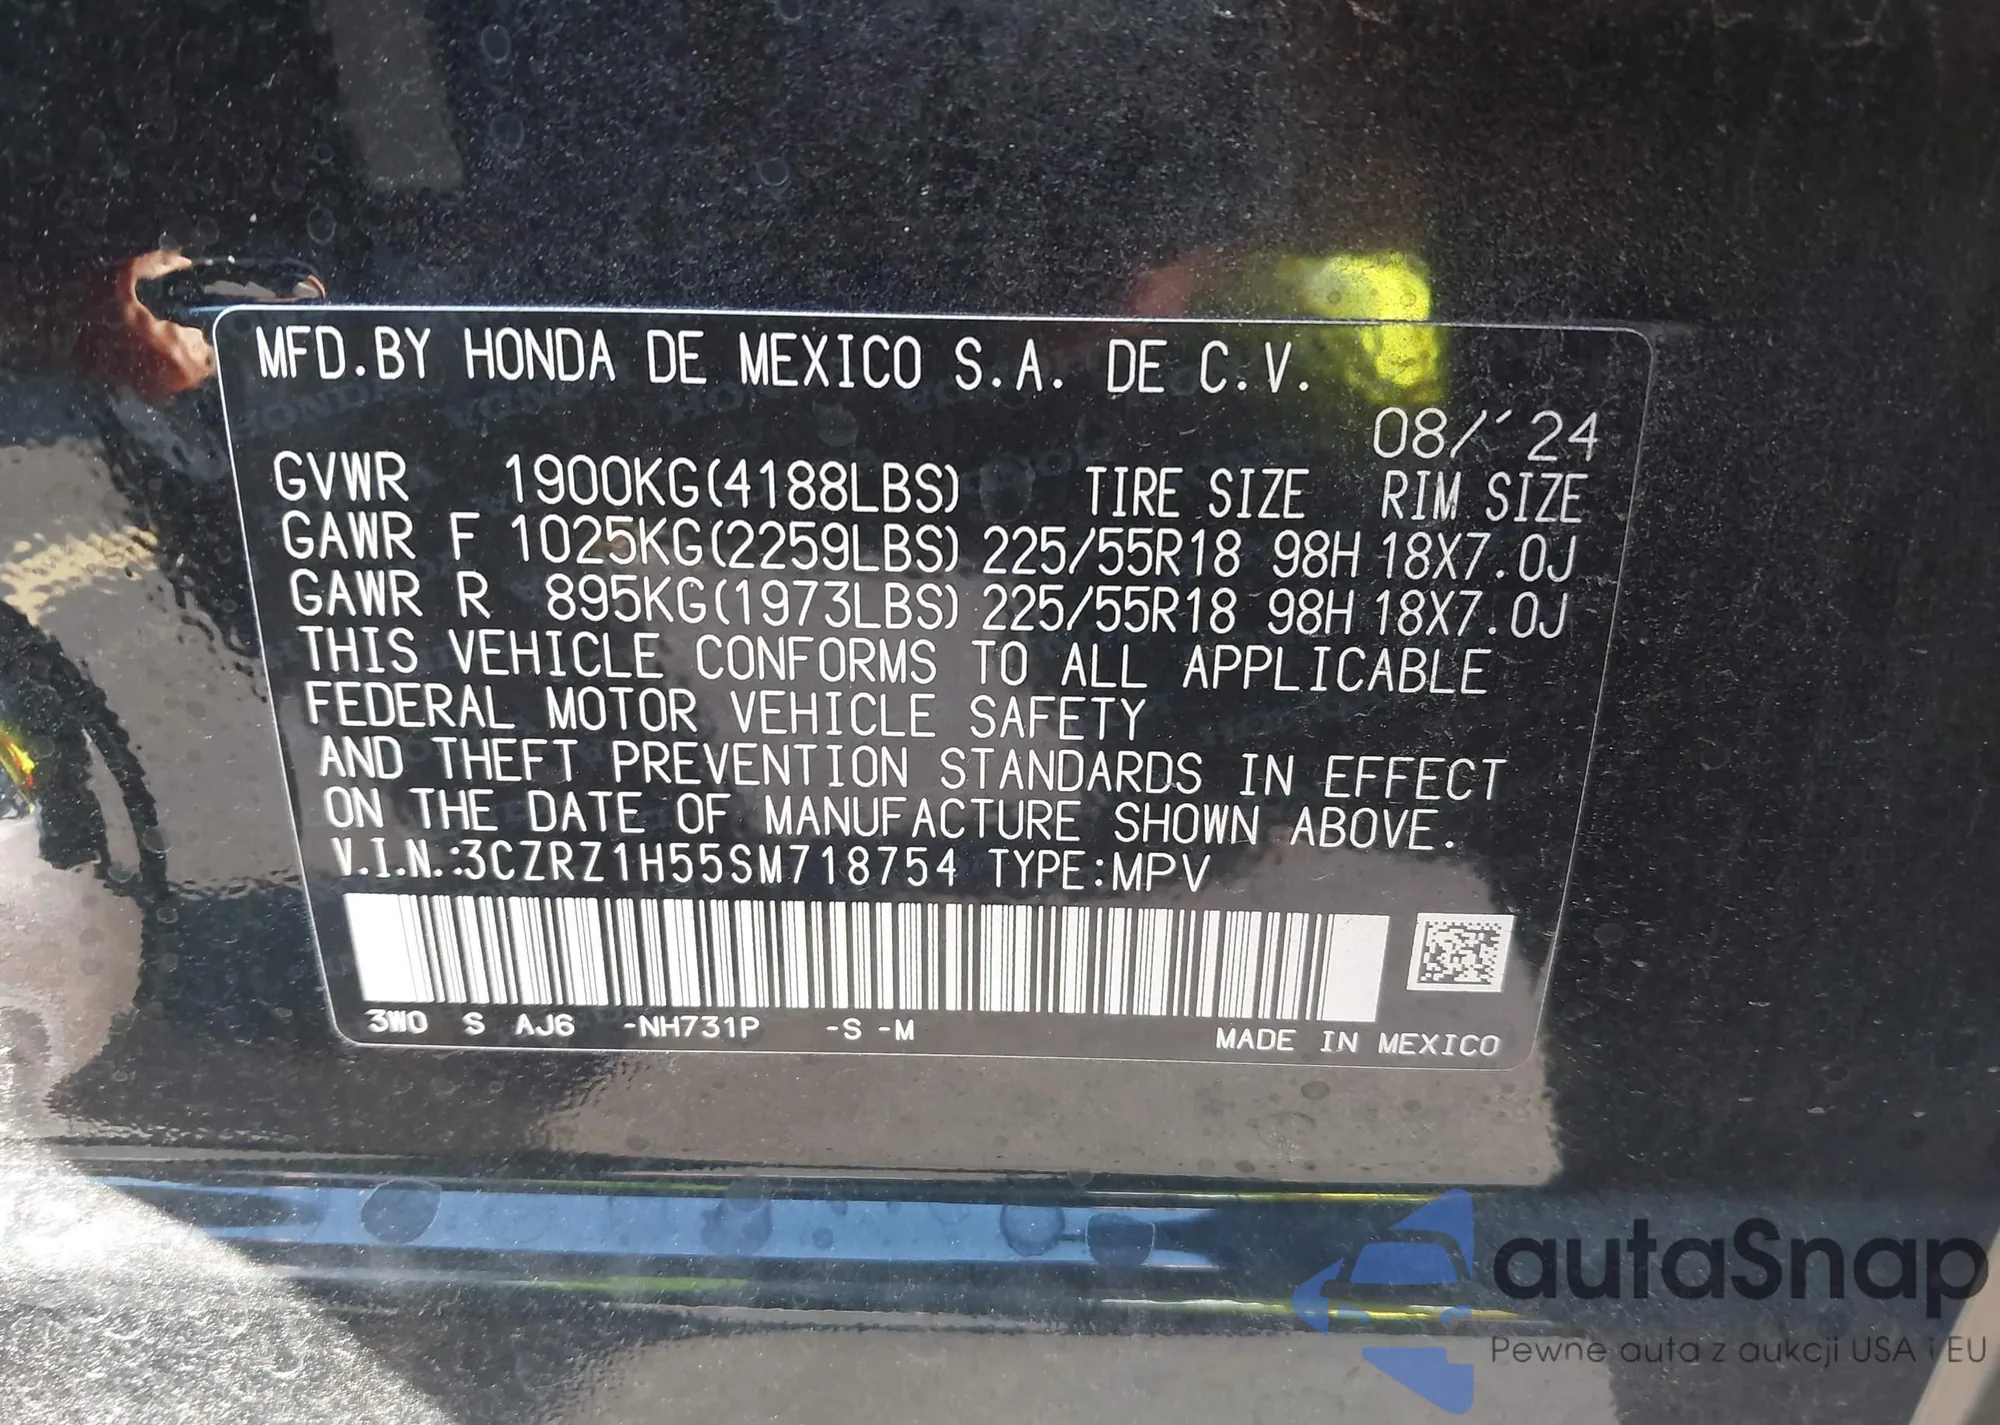 MFD.BY HONDA DE MEXICO S.A. DE C.V.
08/'24
GVWR 1900KG(4188LBS) TIRE SIZE RIM SIZE
GAWR F 1025KG(2259LBS) 225/55R18 98H 18X7.0J
GAWR R 895KG(1973LBS) 225/55R18 98H 18X7.0J
THIS VEHICLE CONFORMS TO ALL APPLICABLE
FEDERAL MOTOR VEHICLE SAFETY
AND THEFT PREVENTION STANDARDS IN EFFECT
ON THE DATE OF MANUFACTURE SHOWN ABOVE.
V.I.N.:3CZRZ1H55SM718754 TYPE:MPV
3WO S AJ6 -NH731P -S -M MADE IN MEXICO
autaSnap
Pewne auta z aukcji USA i EU